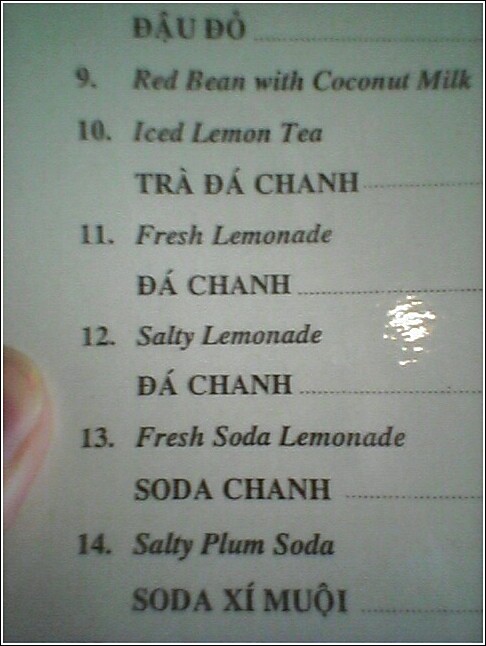 ĐẬU ĐỎ
9. Red Bean with Coconut Milk
10. Iced Lemon Tea
TRÀ ĐÁ CHANH
11. Fresh Lemonade
ĐÁ CHANH
12. Salty Lemonade
ĐÁ CHANH
13. Fresh Soda Lemonade
SODA CHANH
14. Salty Plum Soda
SODA XÍ MUỘI